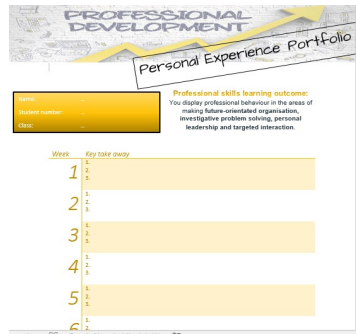 PROFESSIONAL
DEVELOPMENT
Personal Experience Portfolio
Name: ..
Student number: ..
Class: ..
Professional skills learning outcome:
You display professional behaviour in the areas of
making future-orientated organisation,
investigative problem solving, personal
leadership and targeted interaction.
Week Key take away
1
1.
2.
3.
2
1.
2.
3.
3
1.
2.
3.
4
1.
2.
3.
5
1.
2.
3.
6
1.
2.